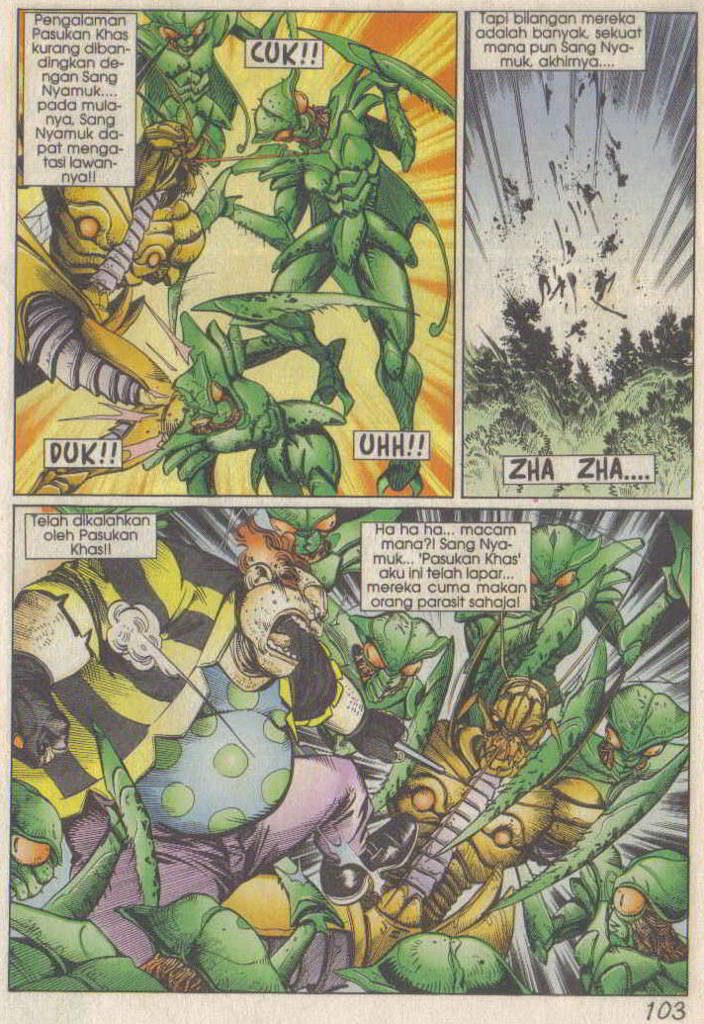 Pengalaman
Pasukan Khas
kurang diban-
dingkan de-
ngan Sang
Nyamuk....
pada mula-
nya, Sang
Nyamuk da-
pat menga-
tasi lawan-
nya!!
CUK!!
DUK!!
UHH!!
Tapi bilangan mereka
adalah banyak, sekuat
mana pun Sang Nya-
muk, akhirnya....
ZHA ZHA....
Telah dikalahkan
oleh Pasukan
Khas!!
Ha ha ha... macam
mana?! Sang Nya-
muk... 'Pasukan Khas'
aku ini telah lapar...
mereka cuma makan
orang parasit sahaja!
103